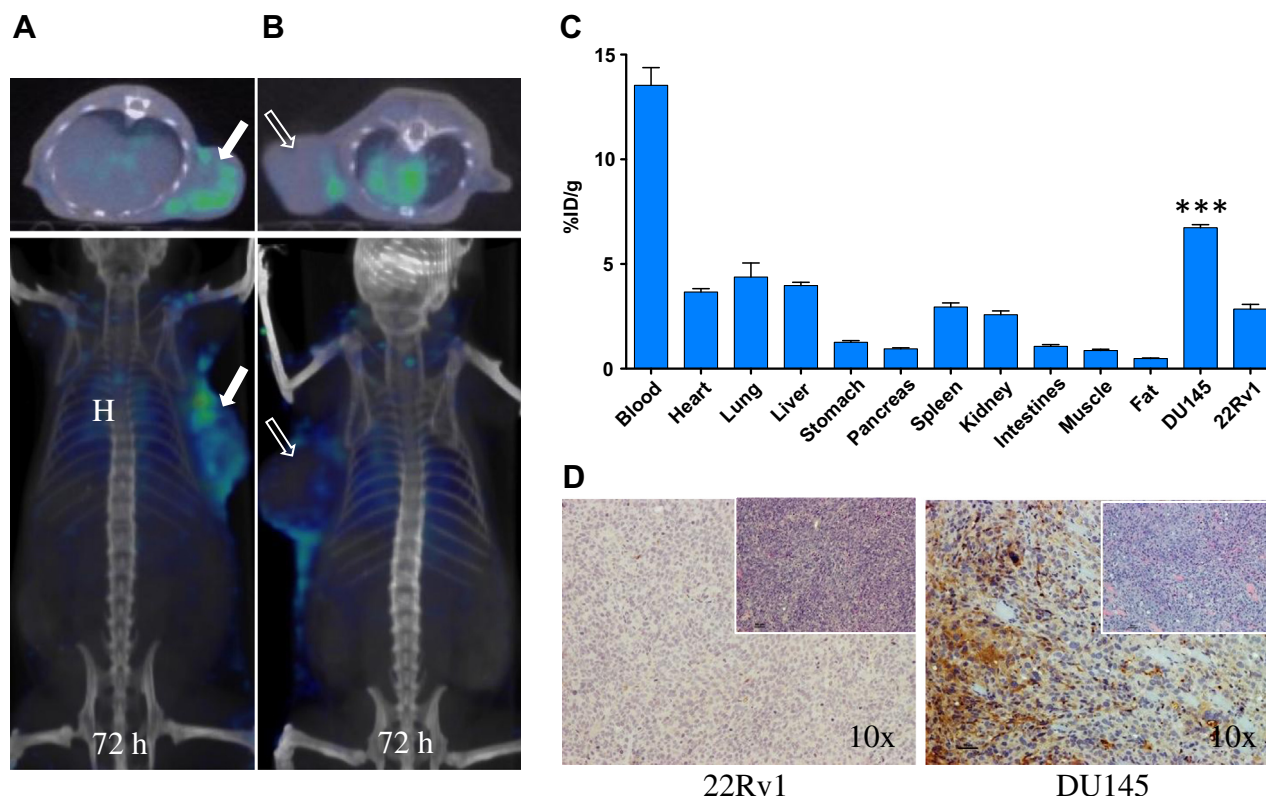 A
B
C
H
72 h
72 h
%ID/g
15
10
5
0
***
Blood
Heart
Lung
Liver
Stomach
Pancreas
Spleen
Kidney
Intestines
Muscle
Fat
DU145
22Rv1
D
10x
10x
22Rv1
DU145